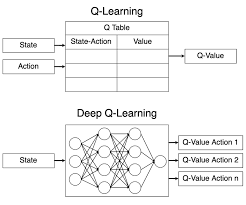 Q-Learning
Q Table
State-Action Value
State
Action
Q-Value
Deep Q-Learning
State
Q-Value Action 1
Q-Value Action 2
Q-Value Action n